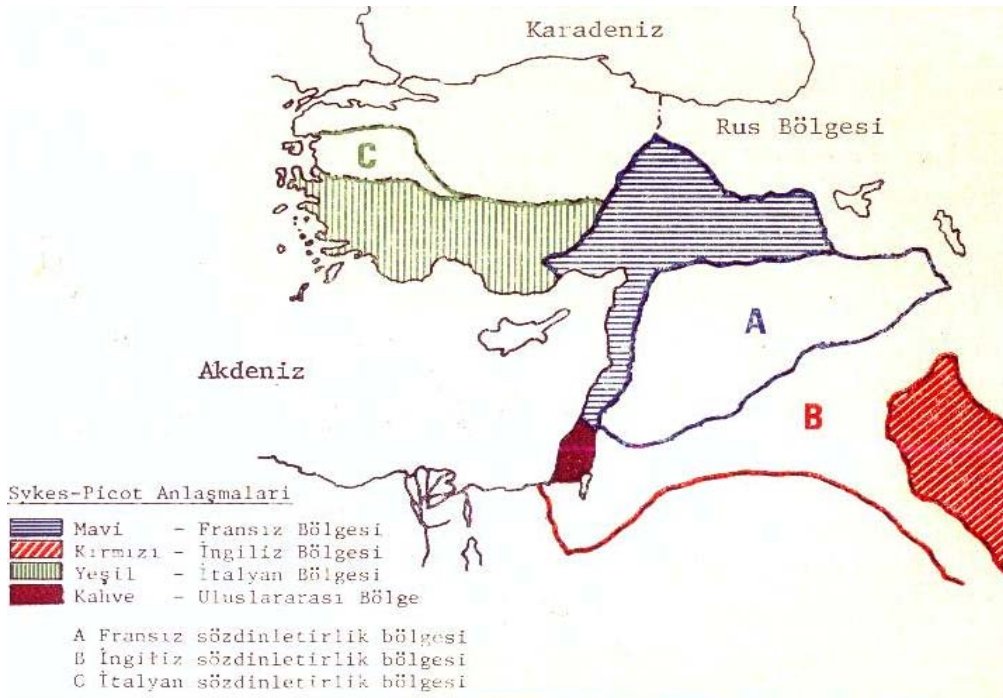 Karadeniz
Rus Bölgesi
C
A
Akdeniz
B
Sykes-Picot Anlaşmalari
Mavi - Fransız Bölgesi
Kırmızı - İngiliz Bölgesi
Yeşil - İtalyan Bölgesi
Kahve - Uluslararası Bölge
A Fransız sözdinletirlik bölgesi
B İngiliz sözdinletirlik bölgesi
C İtalyan sözdinletirlik bölgesi